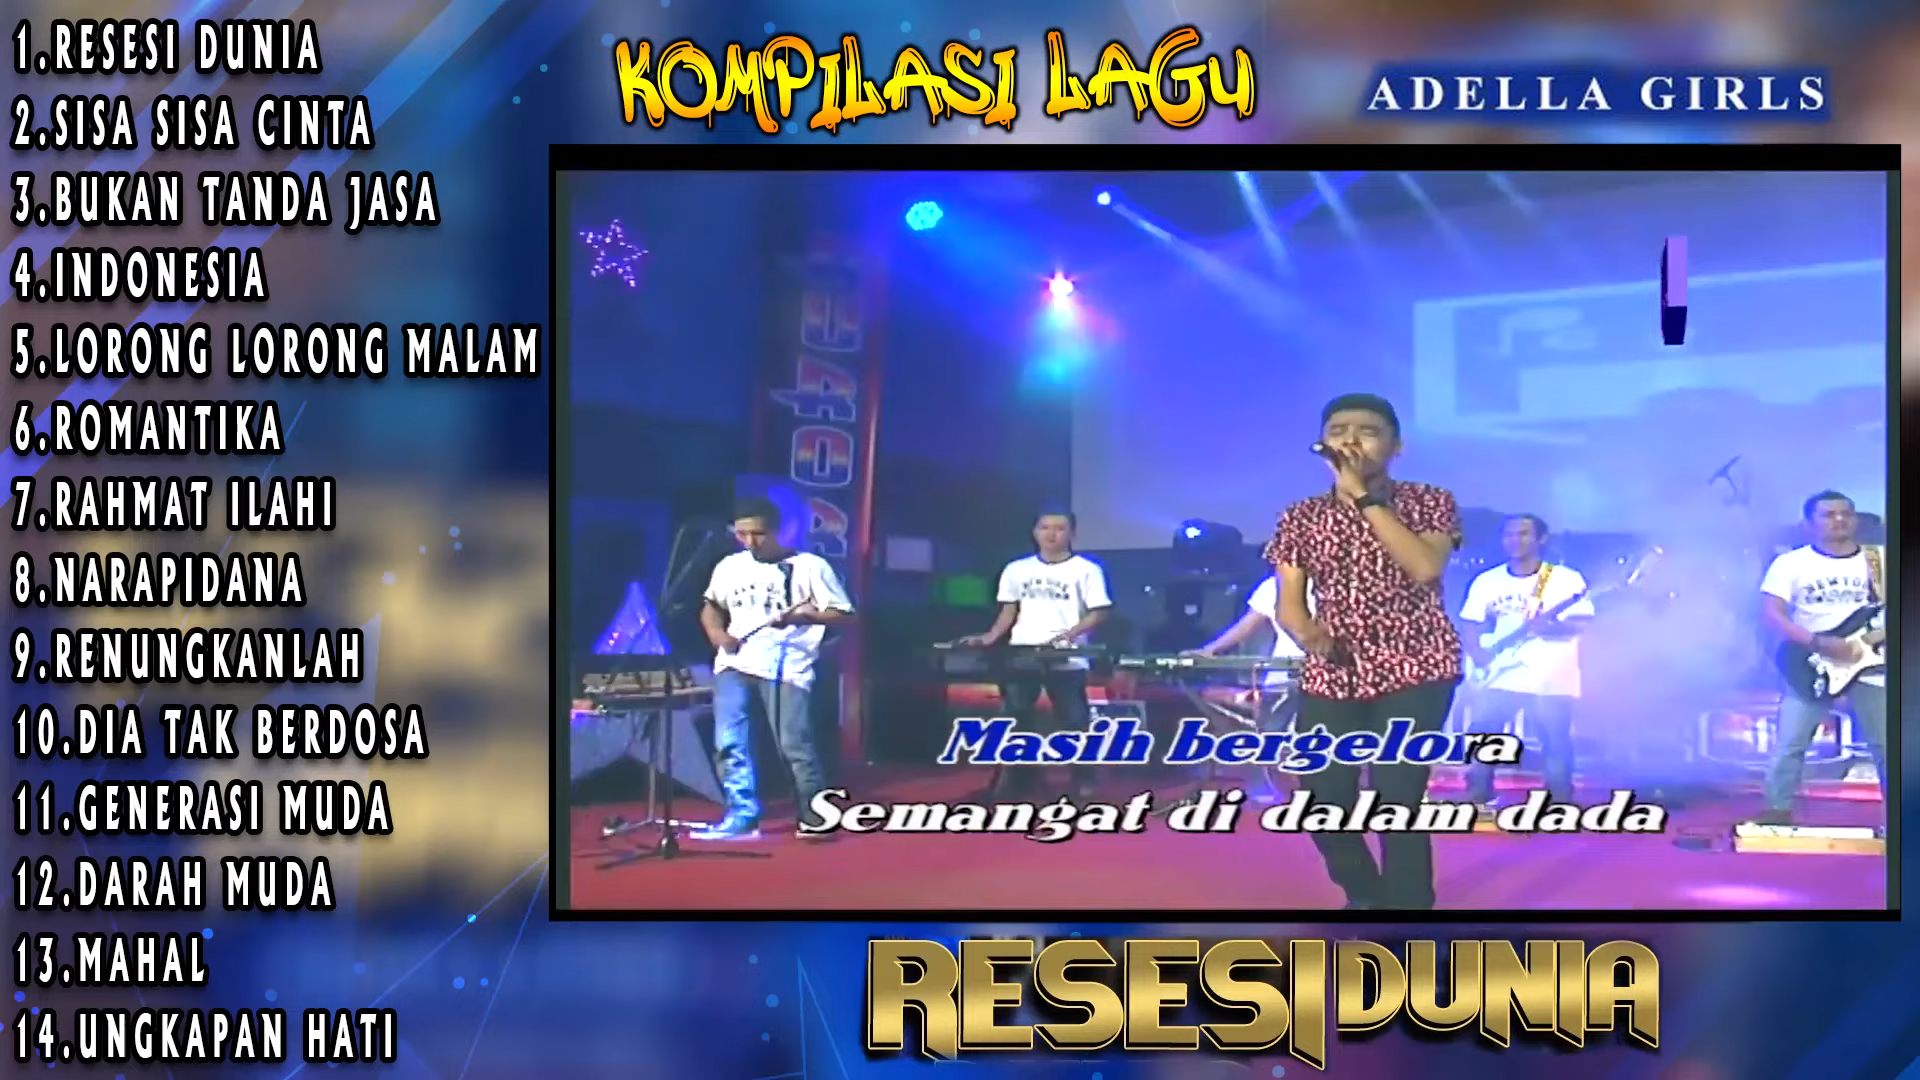 1.RESESI DUNIA
2.SISA SISA CINTA
3.BUKAN TANDA JASA
4.INDONESIA
5.LORONG LORONG MALAM
6.ROMANTIKA
7.RAHMAT ILAHI
8.NARAPIDANA
9.RENUNGKANLAH
10.DIA TAK BERDOSA
11.GENERASI MUDA
12.DARAH MUDA
13.MAHAL
14.UNGKAPAN HATI
KOMPILASI LAGU
ADELLA GIRLS
Masih bergelora
Semangat di dalam dada
RESESI DUNIA